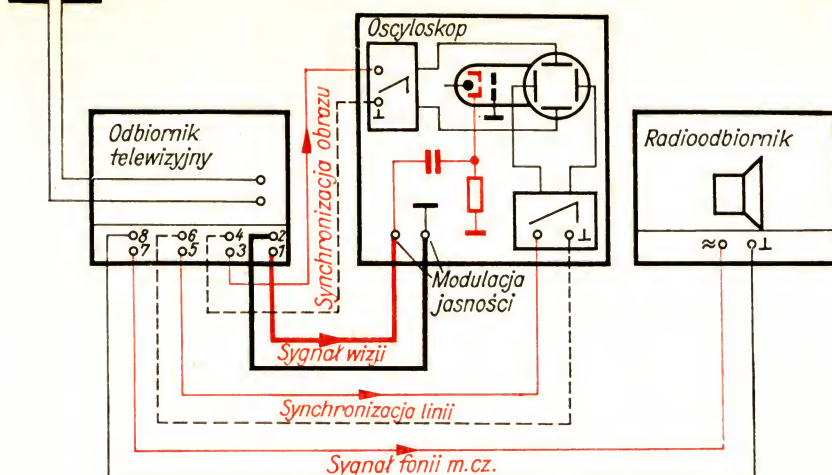 Oscyloskop
Odbiornik
telewizyjny
Radioodbiornik
Synchronizacja obrazu
⊥
⊥
8 6 4 2
7 5 3 1
≈ ⊥
Modulacja
jasności
Sygnał wizji
Synchronizacja linii
Sygnał fonii m.cz.